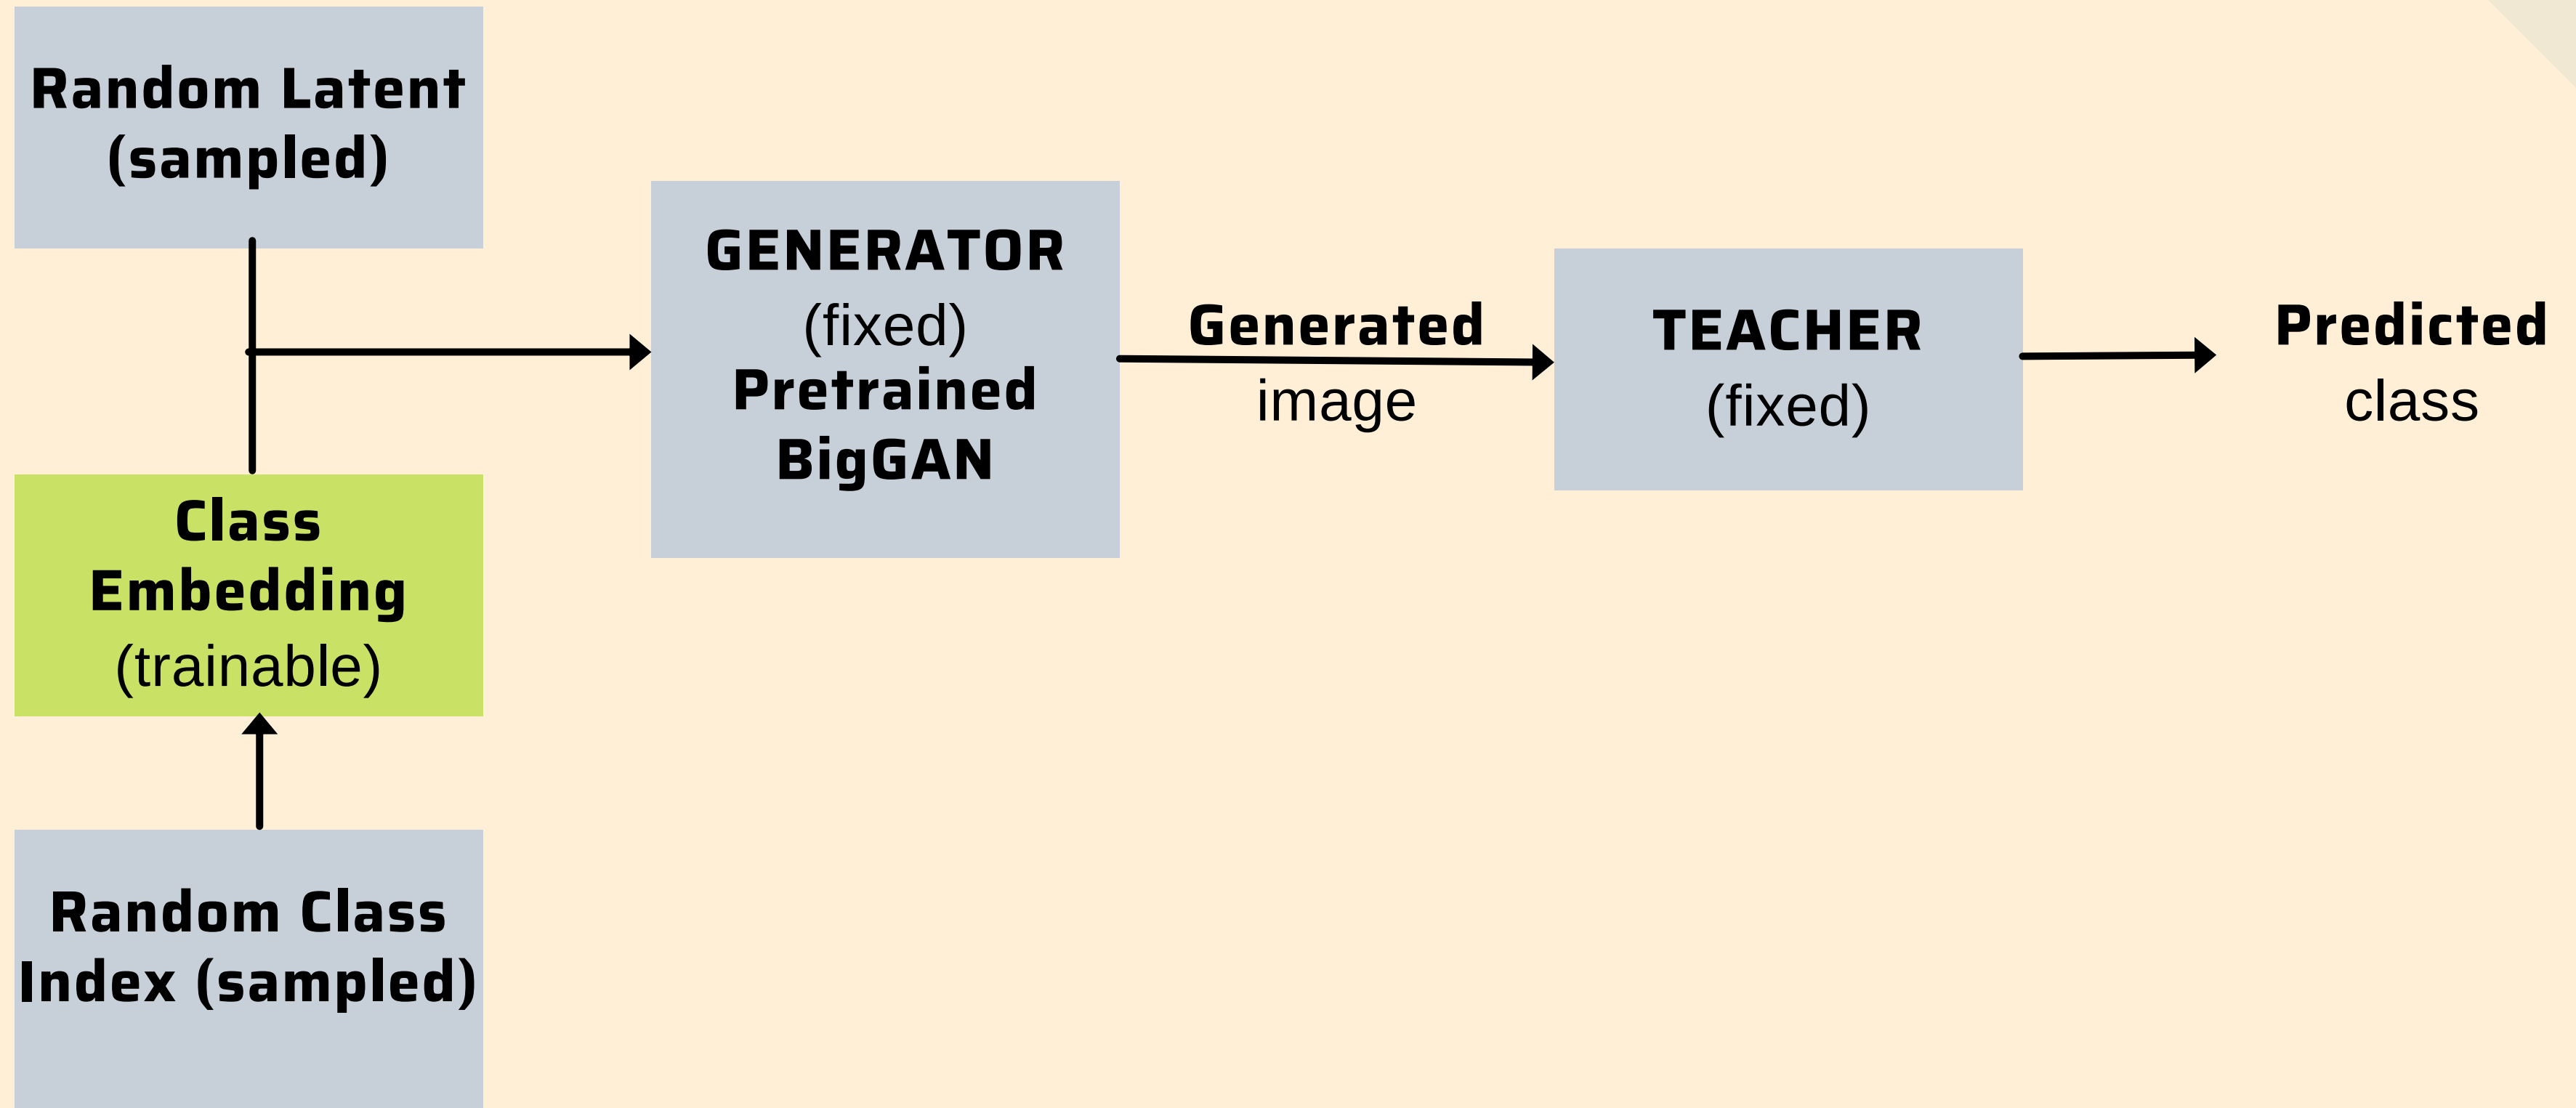 Random Latent
(sampled)
GENERATOR
(fixed)
Pretrained
BigGAN
Generated
image
TEACHER
(fixed)
Predicted
class
Class
Embedding
(trainable)
Random Class
Index (sampled)